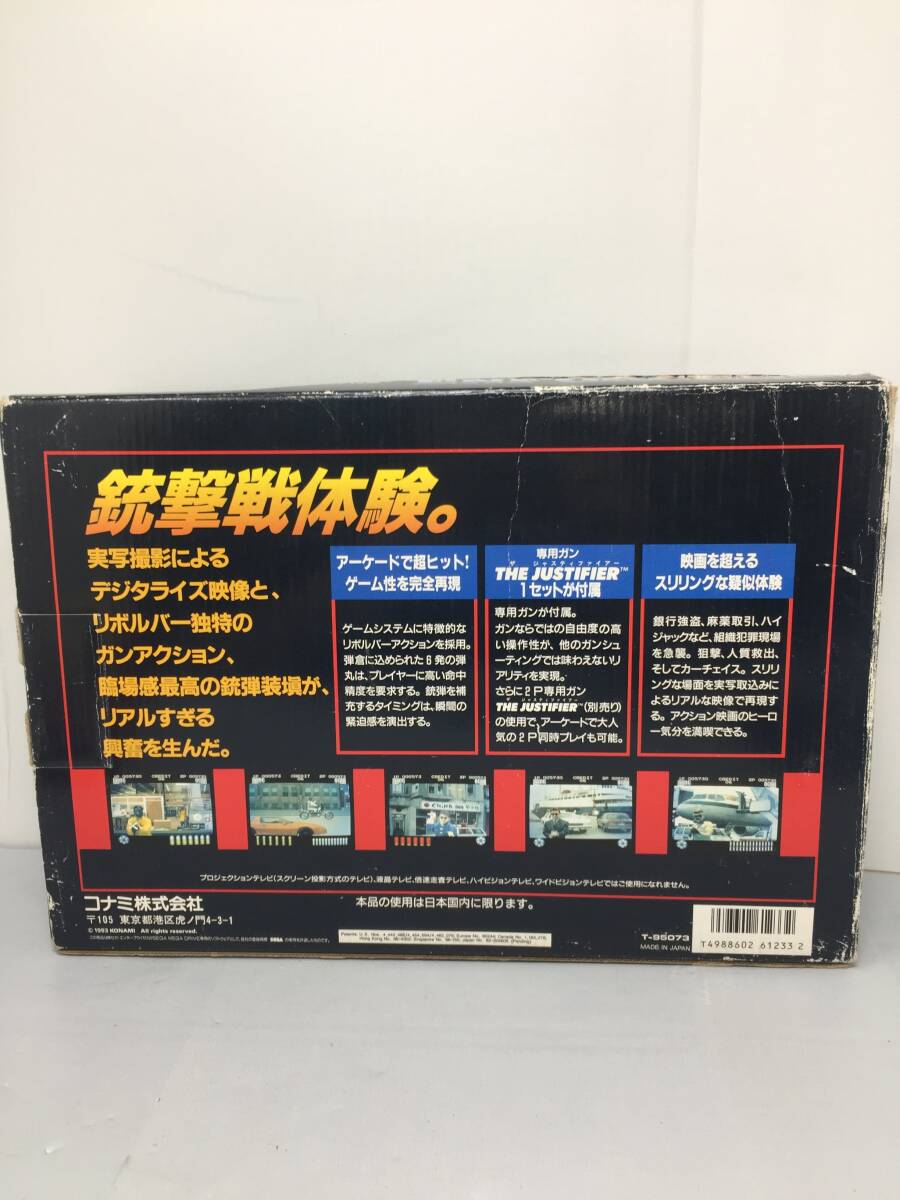 銃撃戦体験。
実写撮影による
デジタライズ映像と、
リボルバー独特の
ガンアクション、
臨場感最高の銃弾装塡が、
リアルすぎる
興奮を生んだ。
アーケードで超ヒット!
ゲーム性を完全再現
ゲームシステムに特徴的な
リボルバーアクションを採用。
弾倉に込められた6発の弾
丸は、プレイヤーに高い命中
精度を要求する。銃弾を補
充するタイミングは、瞬間の
緊迫感を演出する。
専用ガン
ザ ジャスティファイアー
THE JUSTIFIER™
1セットが付属
専用ガンが付属。
ガンならではの自由度の高
い操作性が、他のガンシュ
ーティングでは味わえないリ
アリティを実現。
さらに2P専用ガン
ザ ジャスティファイアー
THE JUSTIFIER™(別売り)
の使用で、アーケードで大人
気の2P同時プレイも可能。
映画を超える
スリリングな疑似体験
銀行強盗、麻薬取引、ハイ
ジャックなど、組織犯罪現場
を急襲。狙撃、人質救出、
そしてカーチェイス。スリリ
ングな場面を実写取込みに
よるリアルな映像で再現す
る。アクション映画のヒーロ
ー気分を満喫できる。
プロジェクションテレビ(スクリーン投影方式のテレビ)、液晶テレビ、倍速走査テレビ、ハイビジョンテレビ、ワイドビジョンテレビではご使用になれません。
コナミ株式会社
〒105 東京都港区虎ノ門4-3-1
© 1993 KONAMI All rights reserved.
本品の使用は日本国内に限ります。
T-95073
MADE IN JAPAN
T4988602 61233 2